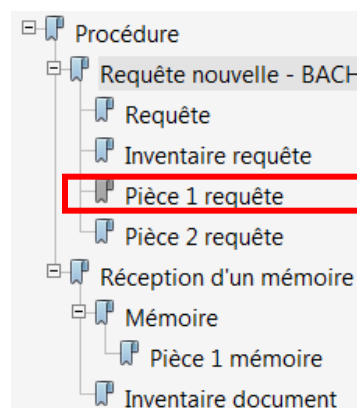 Procédure
Requête nouvelle - BACH
Requête
Inventaire requête
Pièce 1 requête
Pièce 2 requête
Réception d'un mémoire
Mémoire
Pièce 1 mémoire
Inventaire document